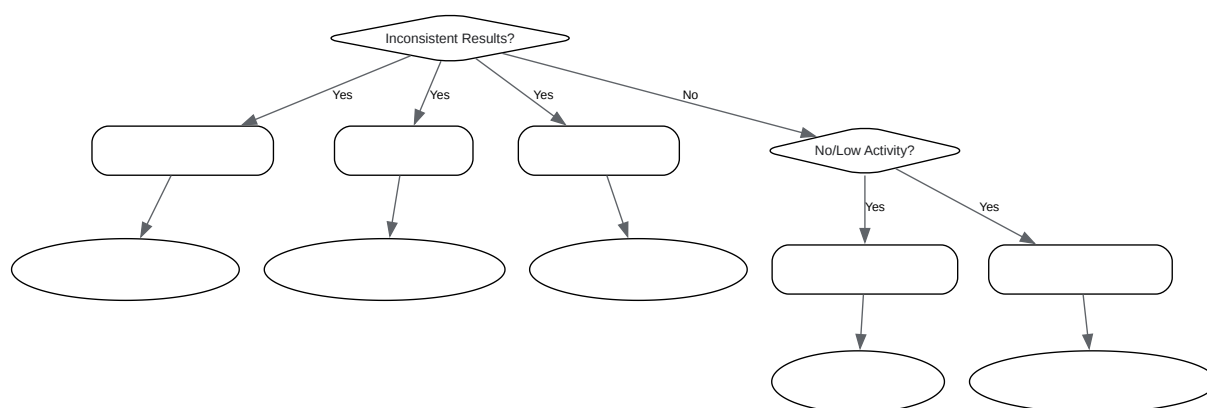 Inconsistent Results?
Yes
Yes
Yes
No
No/Low Activity?
Yes
Yes